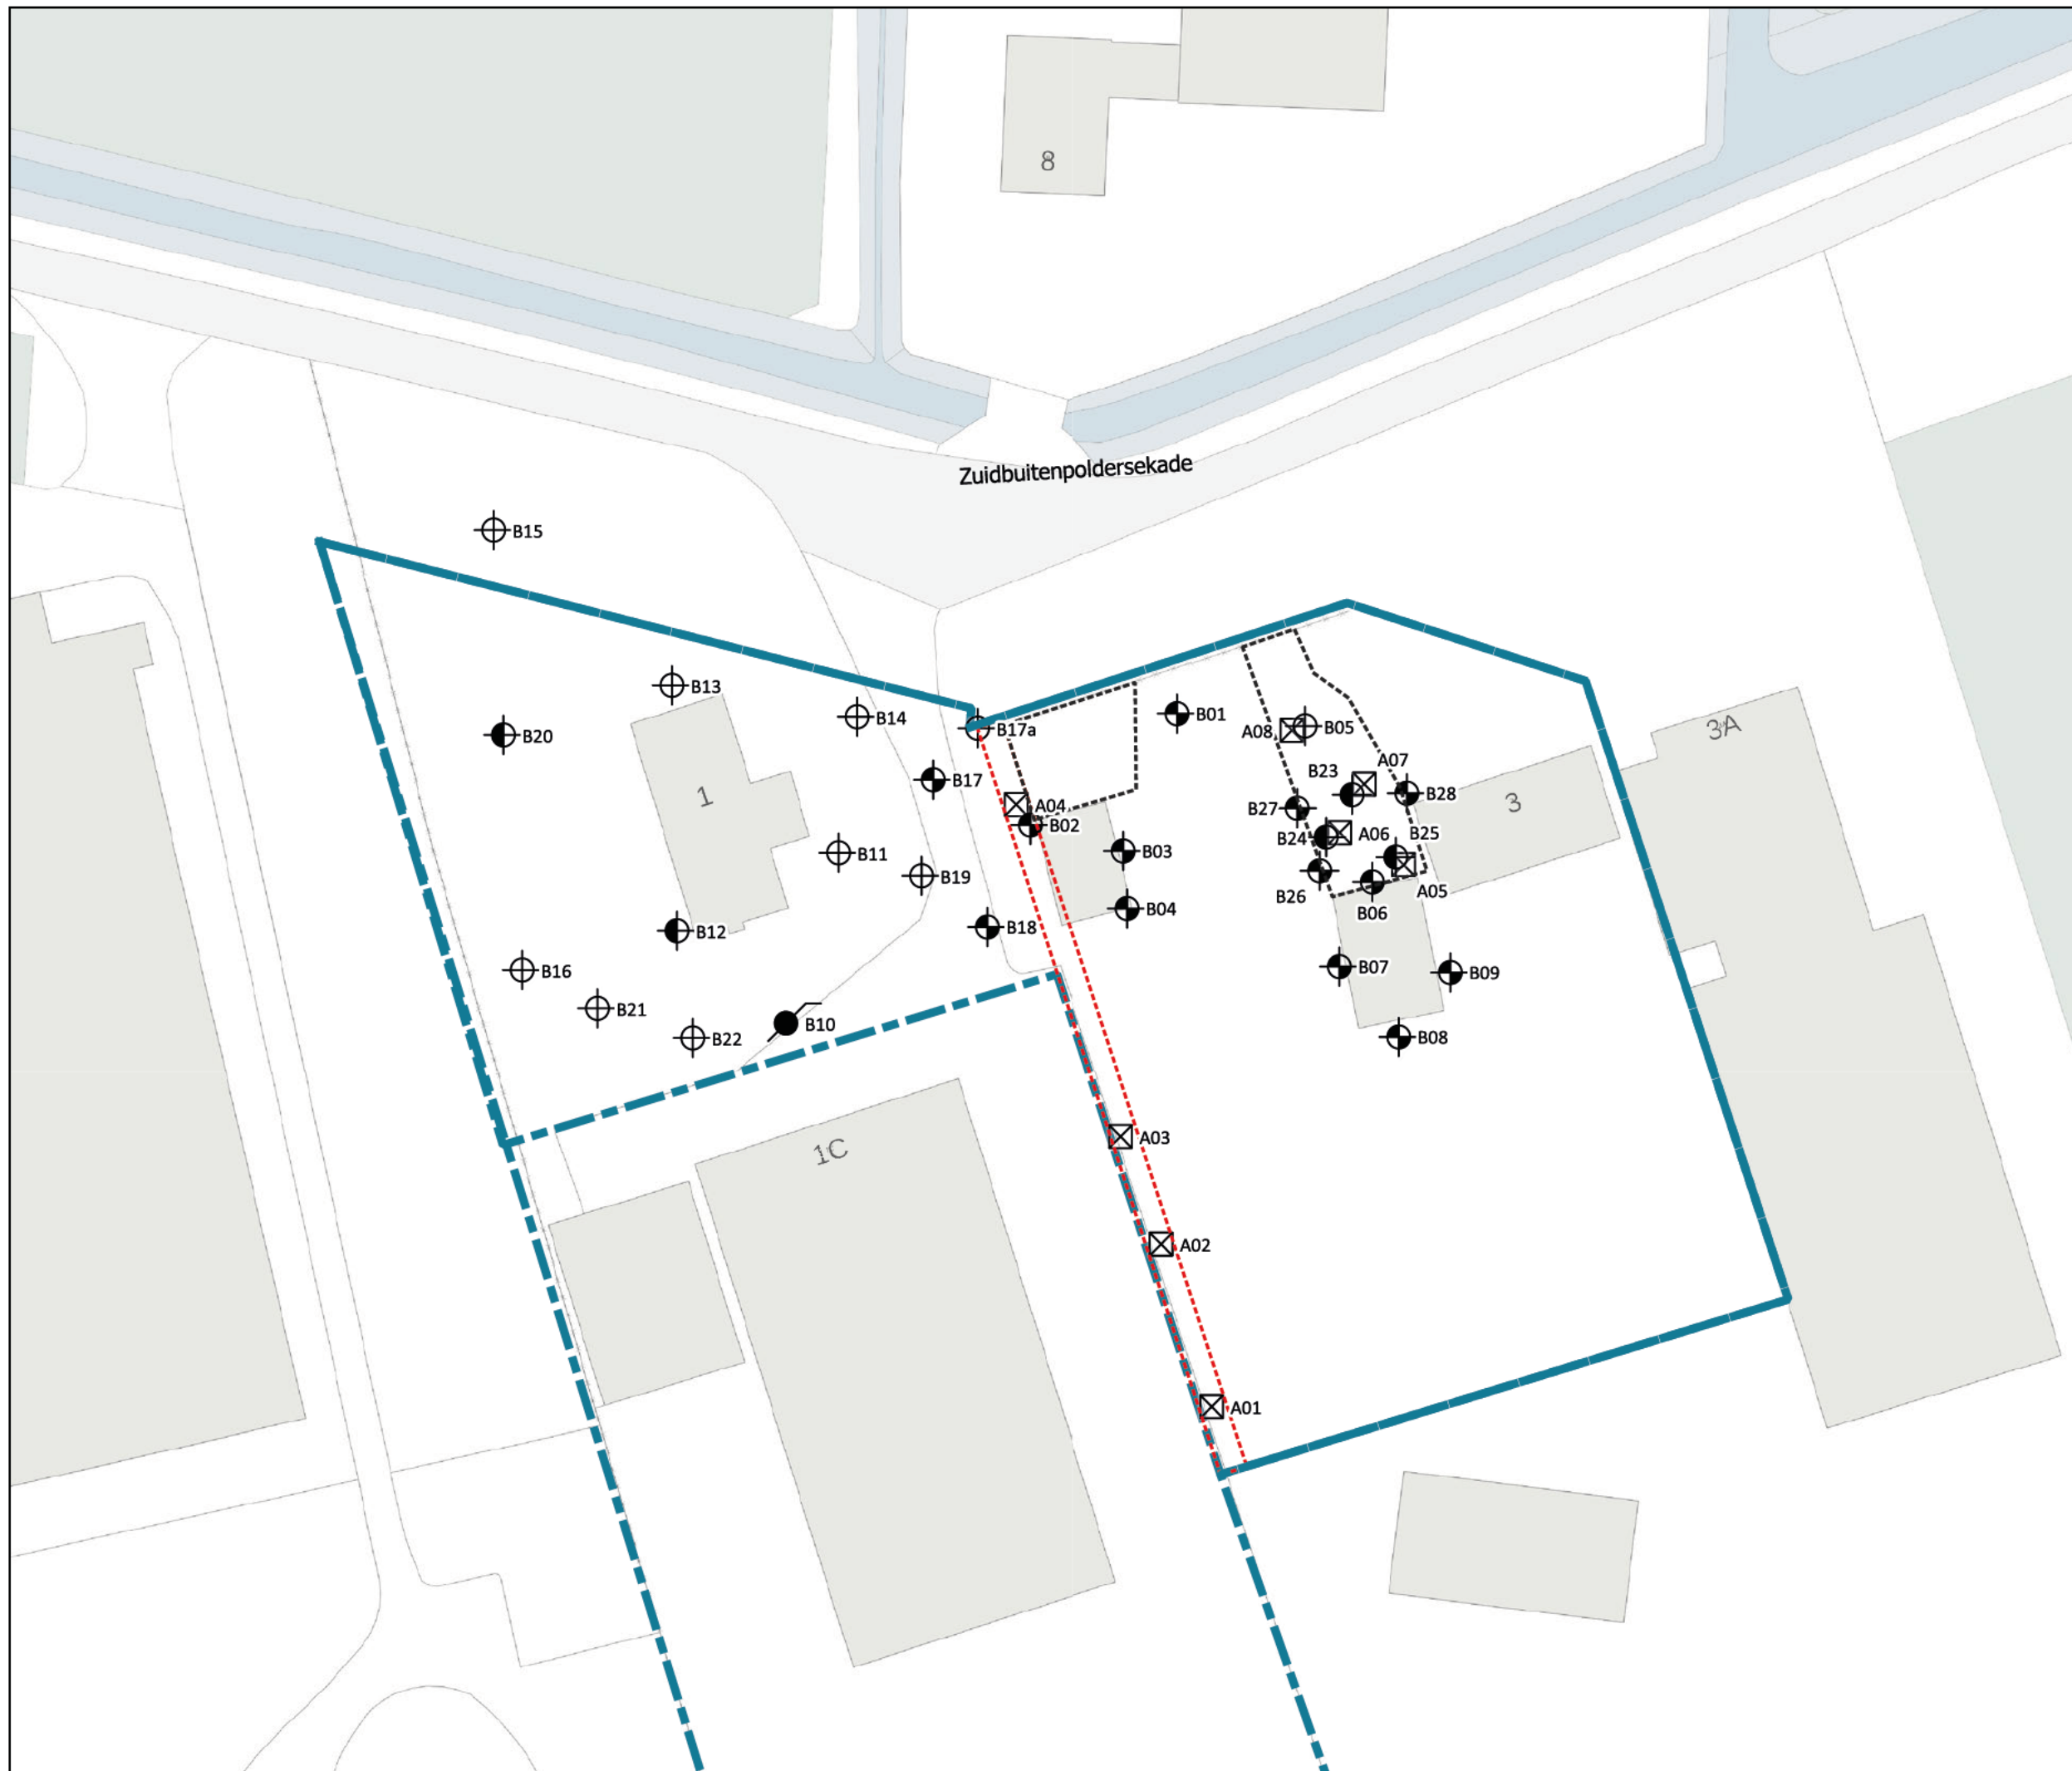 8
Zuidbuitenpoldersekade
B15
B13
B14
B20
B17a
B01
A08
B05
3A
1
B17
B23
A07
B28
3
A04
B02
B27
B24
A06
B25
B11
B03
B19
B26
A05
B06
B04
B12
B18
B16
B07
B09
B21
B10
B22
B08
A03
1C
A02
A01